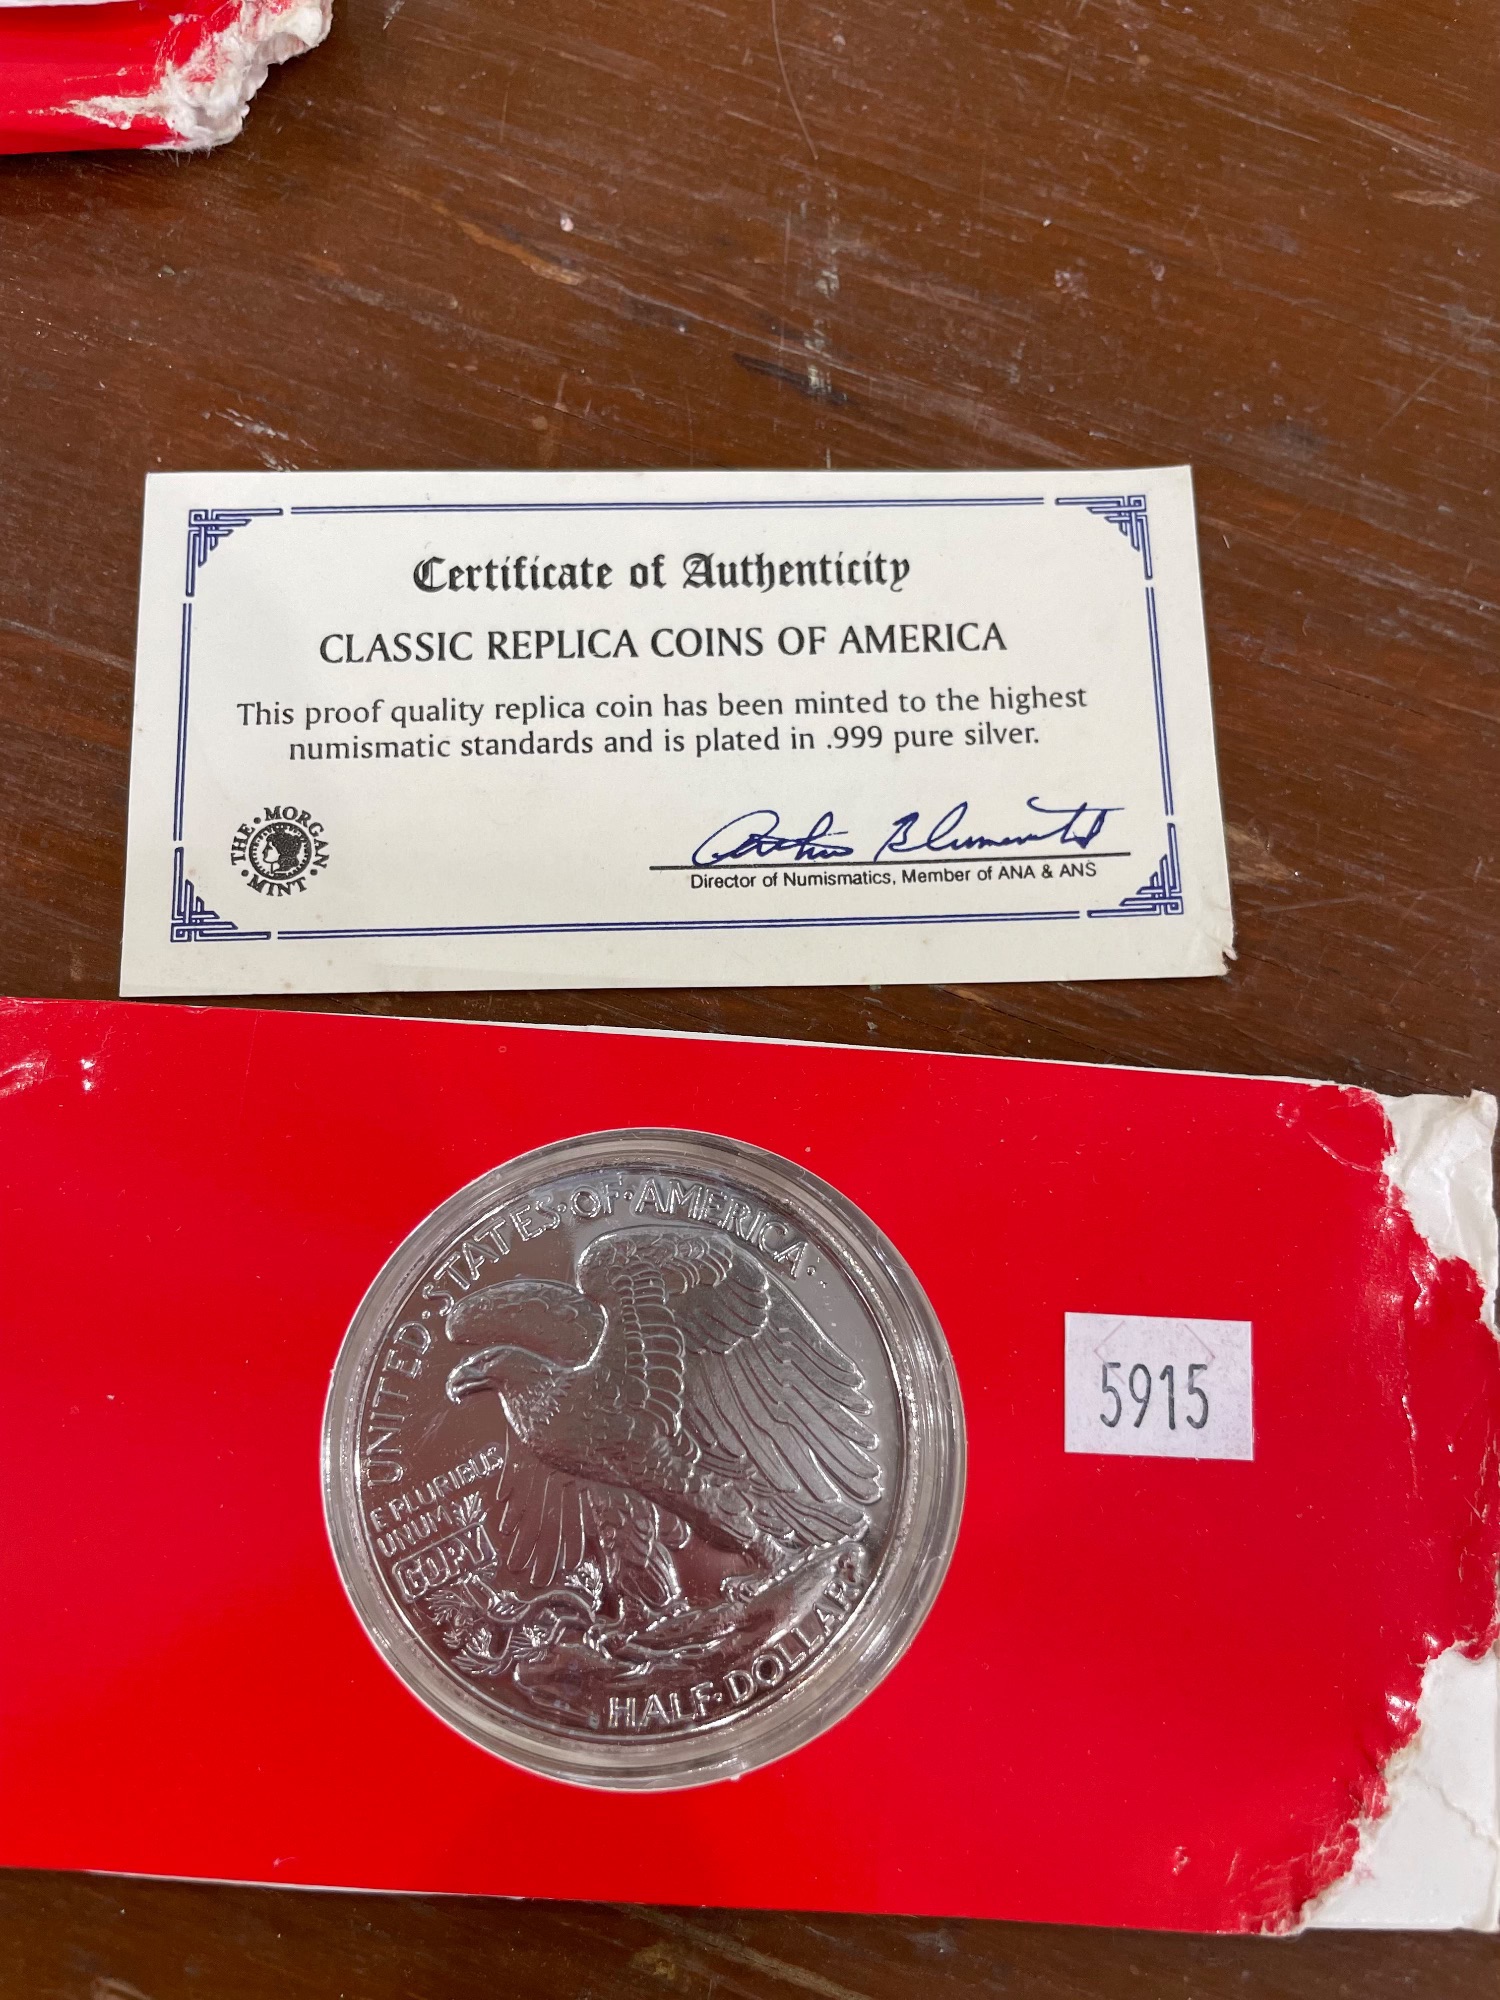 Certificate of Authenticity
CLASSIC REPLICA COINS OF AMERICA
This proof quality replica coin has been minted to the highest
numismatic standards and is plated in .999 pure silver.
THE • MORGAN • MINT •
Director of Numismatics, Member of ANA & ANS
UNITED·STATES·OF·AMERICA
E PLURIBUS
UNUM
COPY
HALF·DOLLAR
5915